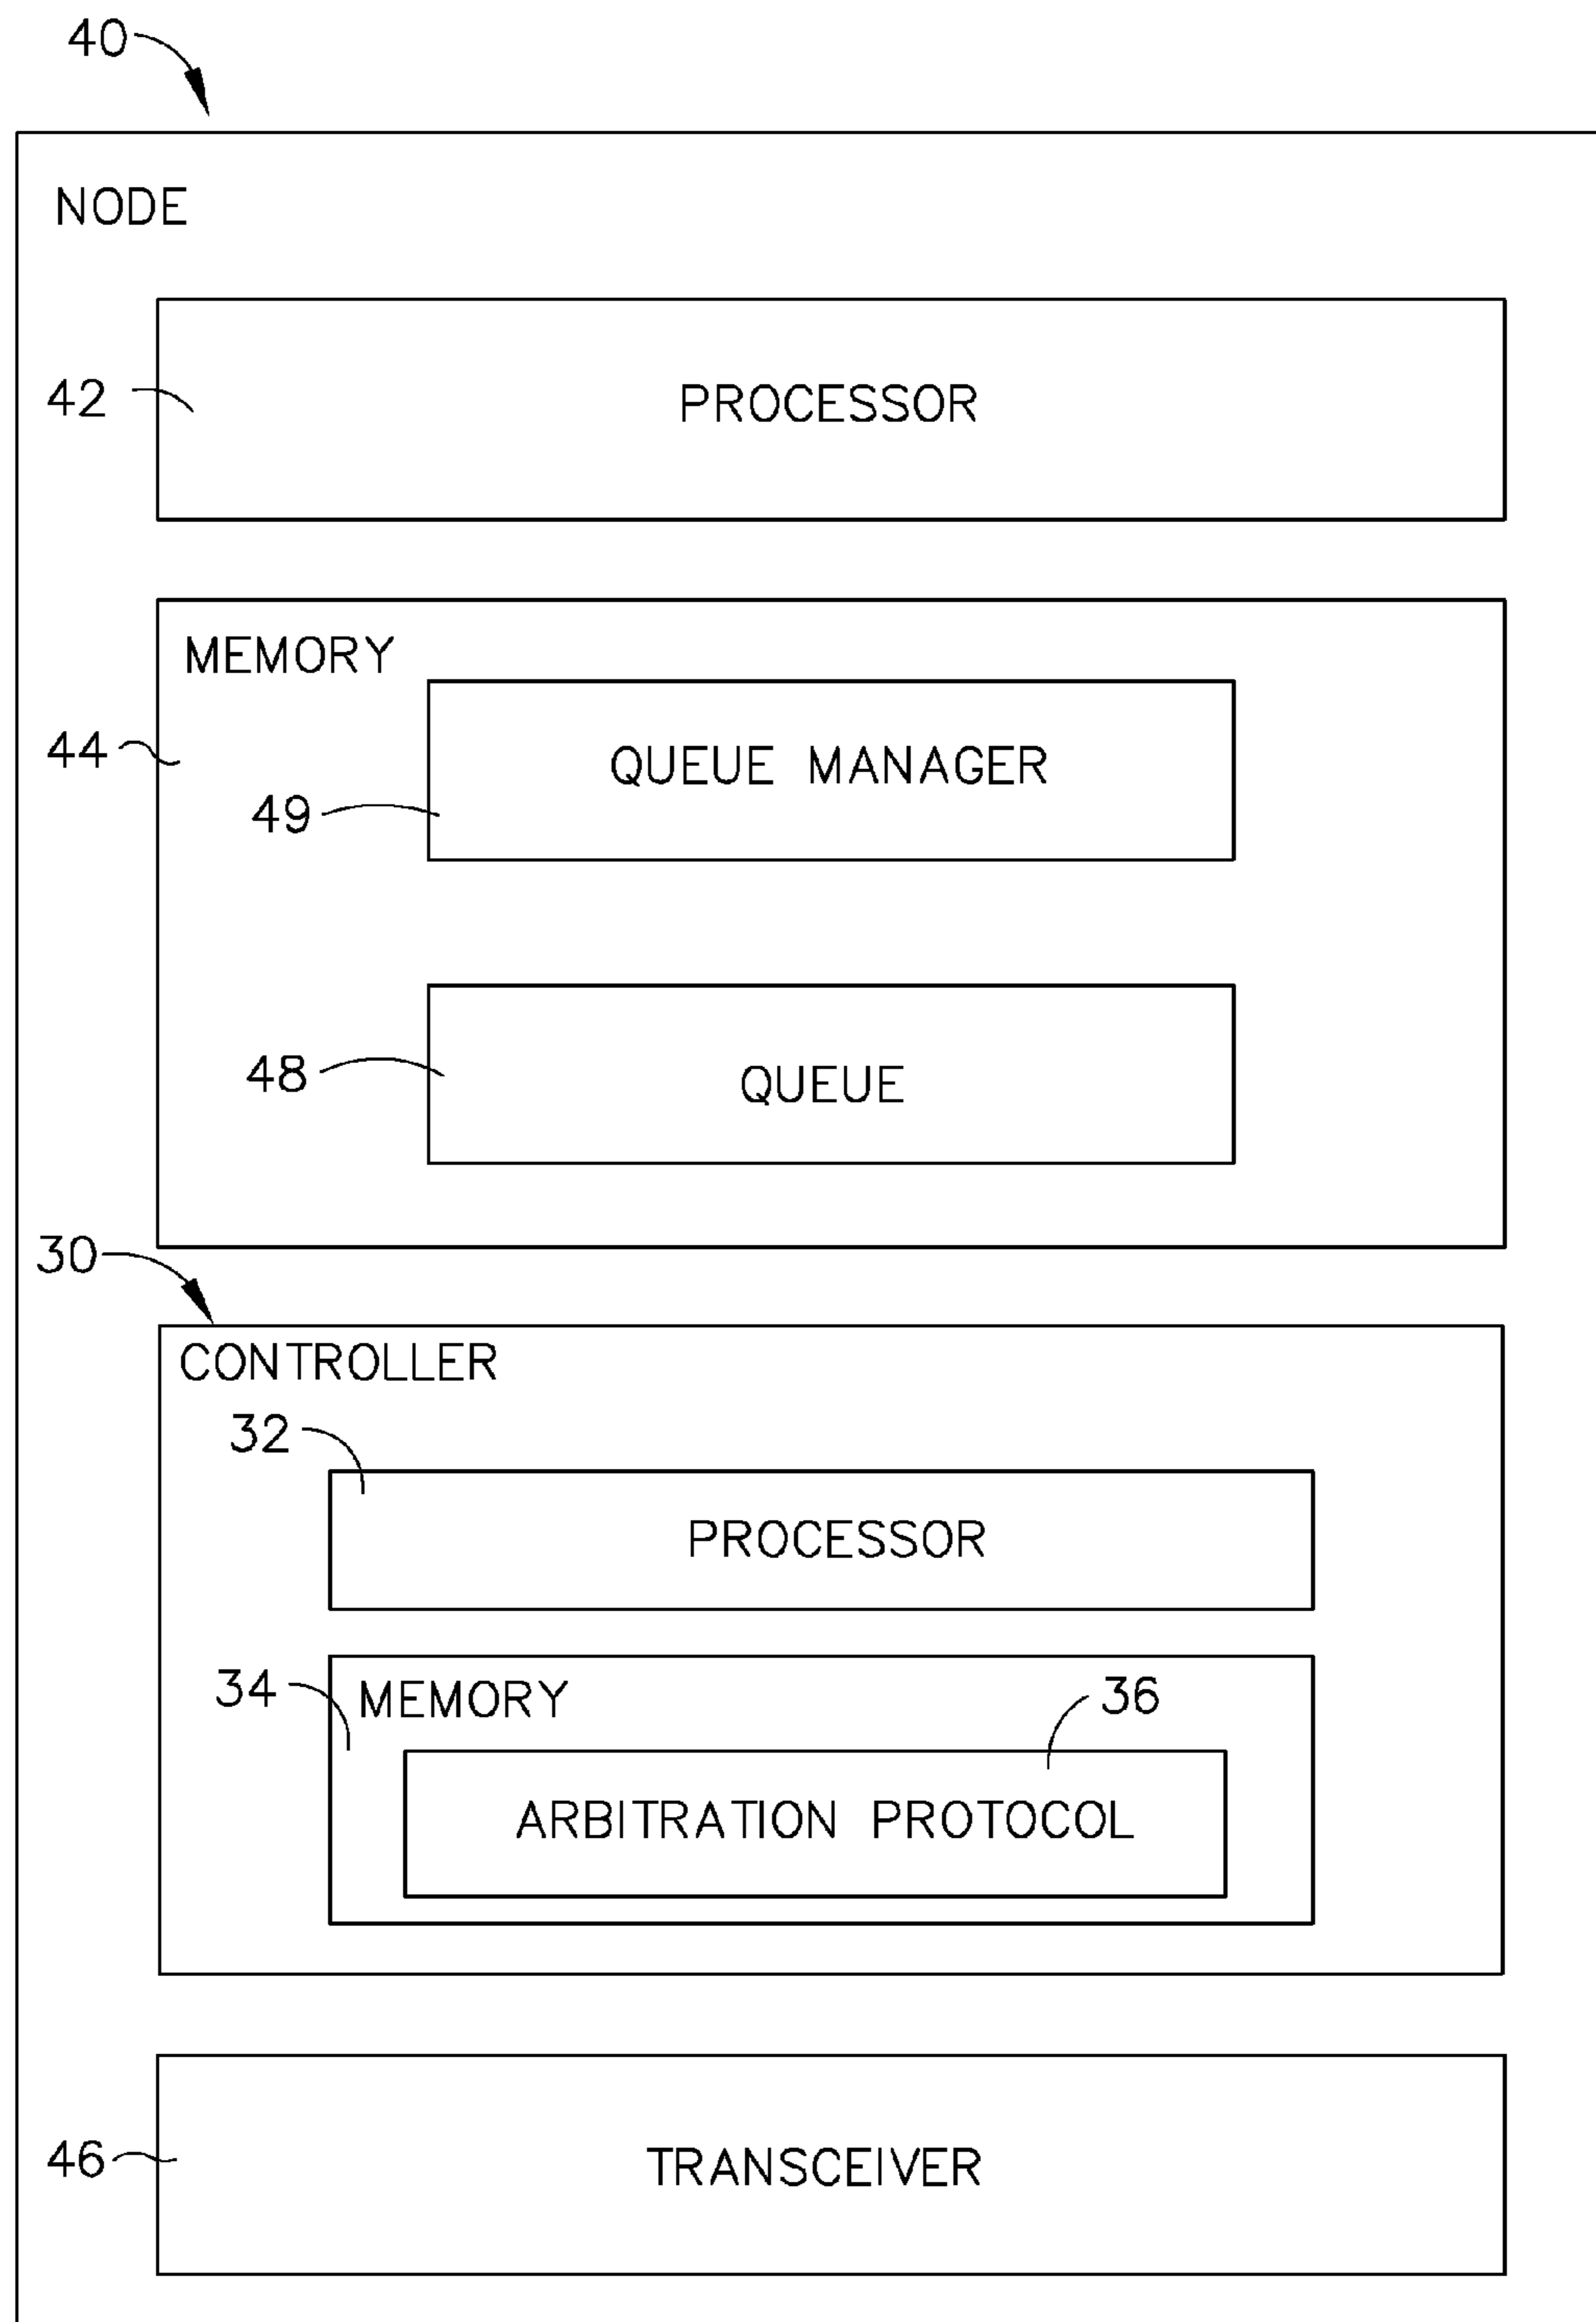 40
NODE
42
PROCESSOR
MEMORY
44
QUEUE MANAGER
49
48
QUEUE
30
CONTROLLER
32
PROCESSOR
34
MEMORY
36
ARBITRATION PROTOCOL
46
TRANSCEIVER